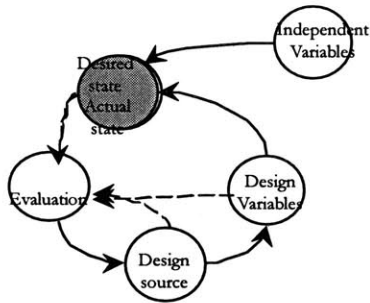 Independent
Variables
Desired
state
Actual
state
Evaluation
Design
Variables
Design
source